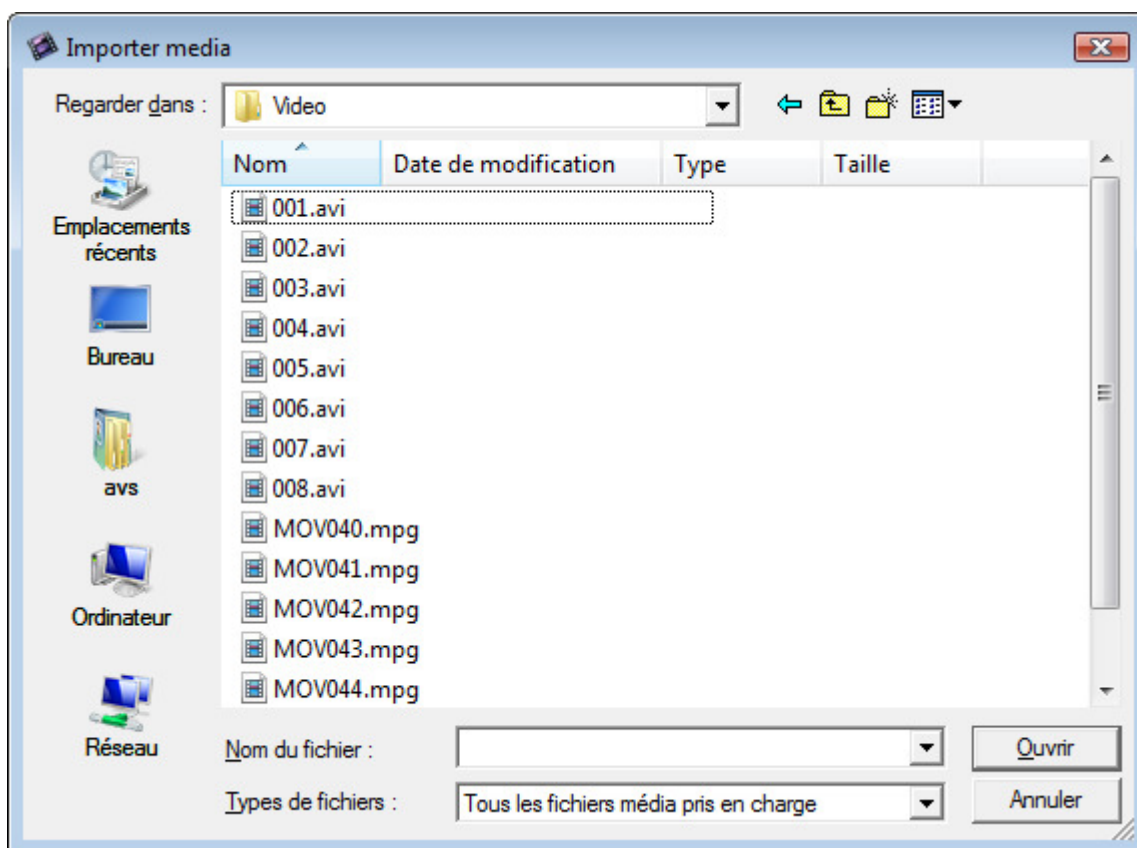 Importer media
Regarder dans :
Video
Nom Date de modification Type Taille
Emplacements
récents
Bureau
avs
Ordinateur
Réseau
001.avi
002.avi
003.avi
004.avi
005.avi
006.avi
007.avi
008.avi
MOV040.mpg
MOV041.mpg
MOV042.mpg
MOV043.mpg
MOV044.mpg
Nom du fichier :
Ouvrir
Types de fichiers :
Tous les fichiers média pris en charge
Annuler